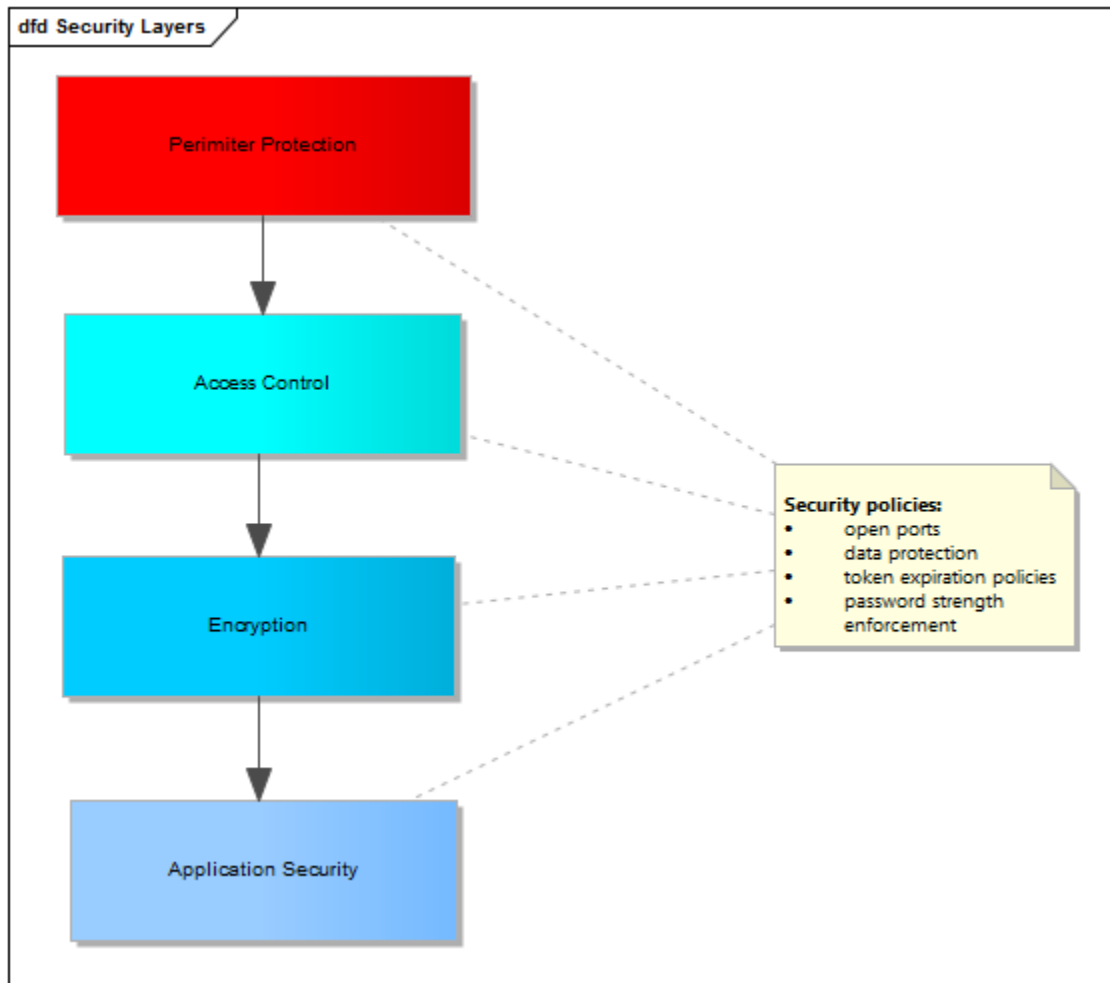 dfd Security Layers
Perimiter Protection
Access Control
Encryption
Application Security
Security policies:
• open ports
• data protection
• token expiration policies
• password strength
enforcement